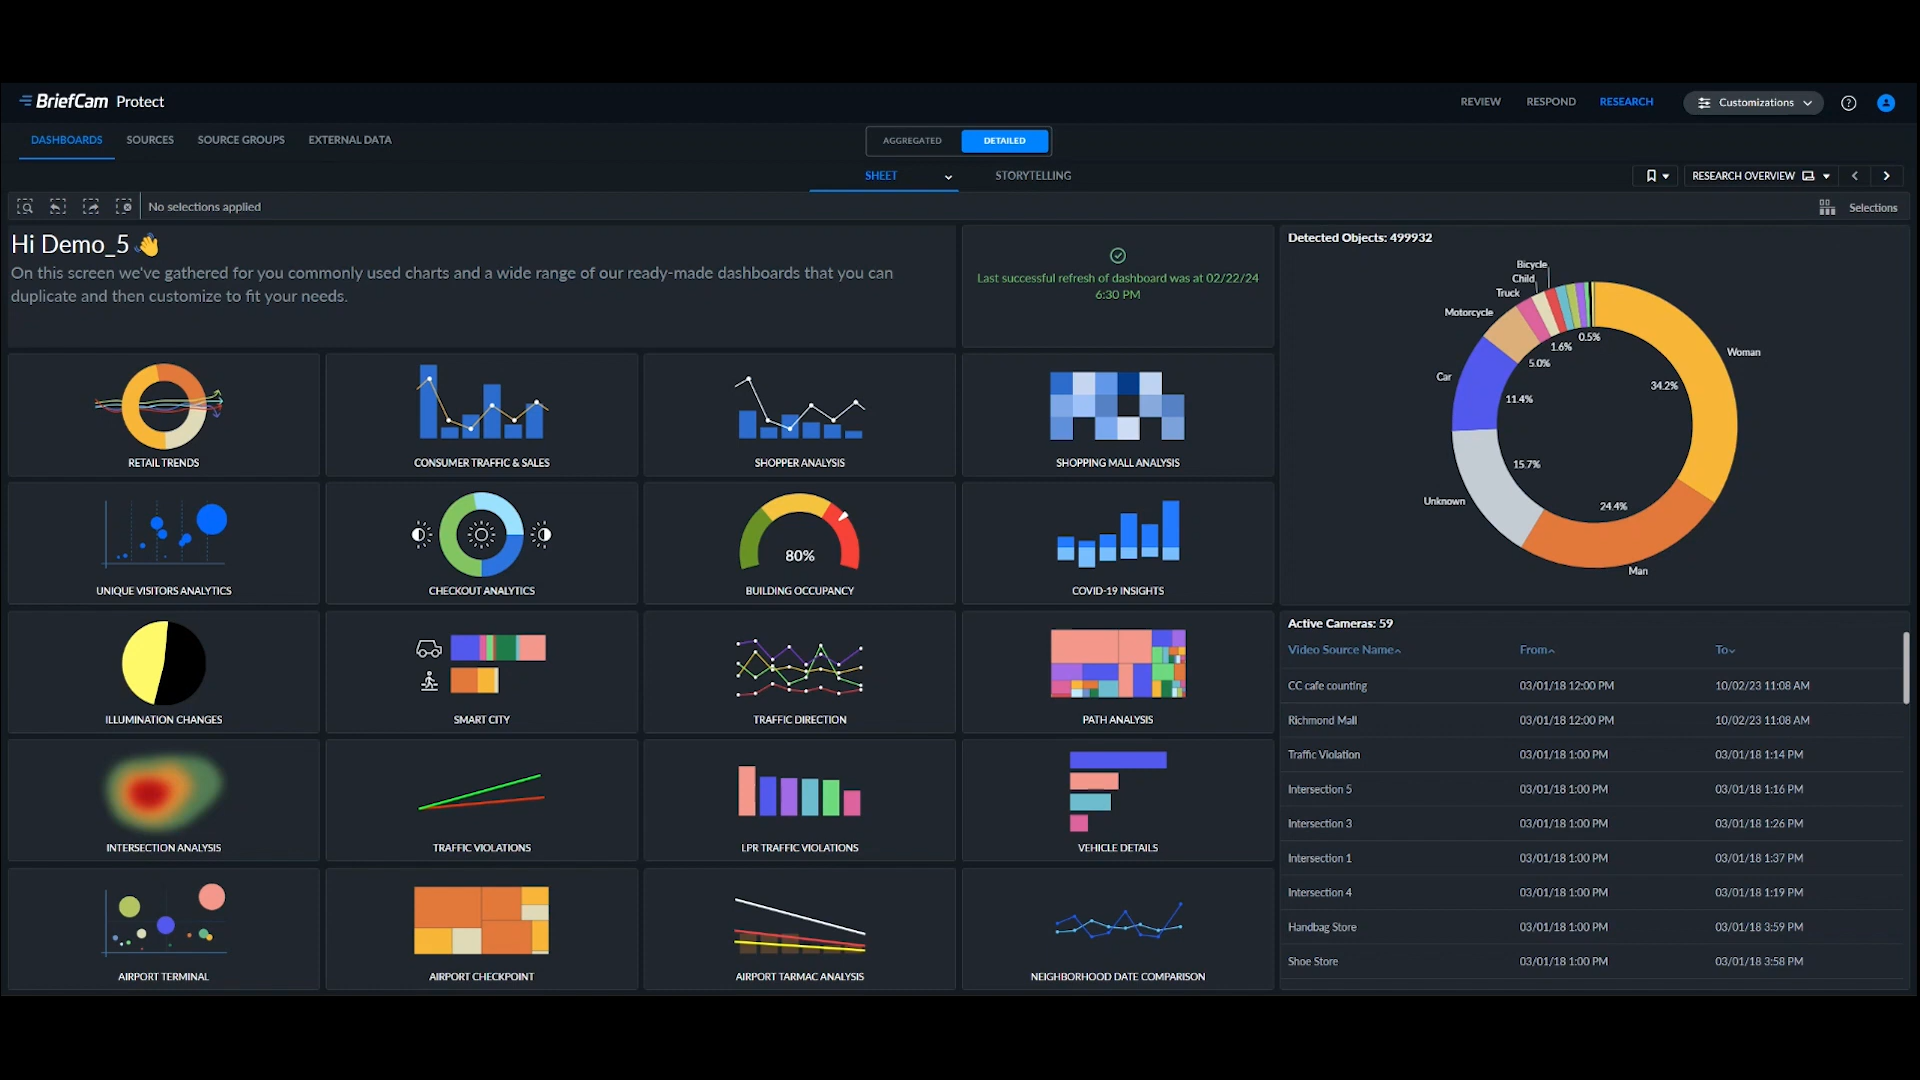 BriefCam Protect
REVIEW RESPOND RESEARCH Customizations ?
DASHBOARDS SOURCES SOURCE GROUPS EXTERNAL DATA
AGGREGATED DETAILED
SHEET STORYTELLING
RESEARCH OVERVIEW
No selections applied
Selections
Hi Demo_5
On this screen we've gathered for you commonly used charts and a wide range of our ready-made dashboards that you can
duplicate and then customize to fit your needs.
Last successful refresh of dashboard was at 02/22/24
6:30 PM
RETAIL TRENDS
CONSUMER TRAFFIC & SALES
SHOPPER ANALYSIS
SHOPPING MALL ANALYSIS
UNIQUE VISITORS ANALYTICS
CHECKOUT ANALYTICS
80%
BUILDING OCCUPANCY
COVID-19 INSIGHTS
ILLUMINATION CHANGES
SMART CITY
TRAFFIC DIRECTION
PATH ANALYSIS
INTERSECTION ANALYSIS
TRAFFIC VIOLATIONS
LPR TRAFFIC VIOLATIONS
VEHICLE DETAILS
AIRPORT TERMINAL
AIRPORT CHECKPOINT
AIRPORT TARMAC ANALYSIS
NEIGHBORHOOD DATE COMPARISON
Detected Objects: 499932
Bicycle
Child
Truck
Motorcycle
0.5%
1.6%
5.0%
Woman
34.2%
Car
11.4%
15.7%
Unknown
24.4%
Man
Active Cameras: 59
Video Source Name From To
CC cafe counting 03/01/18 12:00 PM 10/02/23 11:08 AM
Richmond Mall 03/01/18 12:00 PM 10/02/23 11:08 AM
Traffic Violation 03/01/18 1:00 PM 03/01/18 1:14 PM
Intersection 5 03/01/18 1:00 PM 03/01/18 1:16 PM
Intersection 3 03/01/18 1:00 PM 03/01/18 1:26 PM
Intersection 1 03/01/18 1:00 PM 03/01/18 1:37 PM
Intersection 4 03/01/18 1:00 PM 03/01/18 1:19 PM
Handbag Store 03/01/18 1:00 PM 03/01/18 3:59 PM
Shoe Store 03/01/18 1:00 PM 03/01/18 3:58 PM